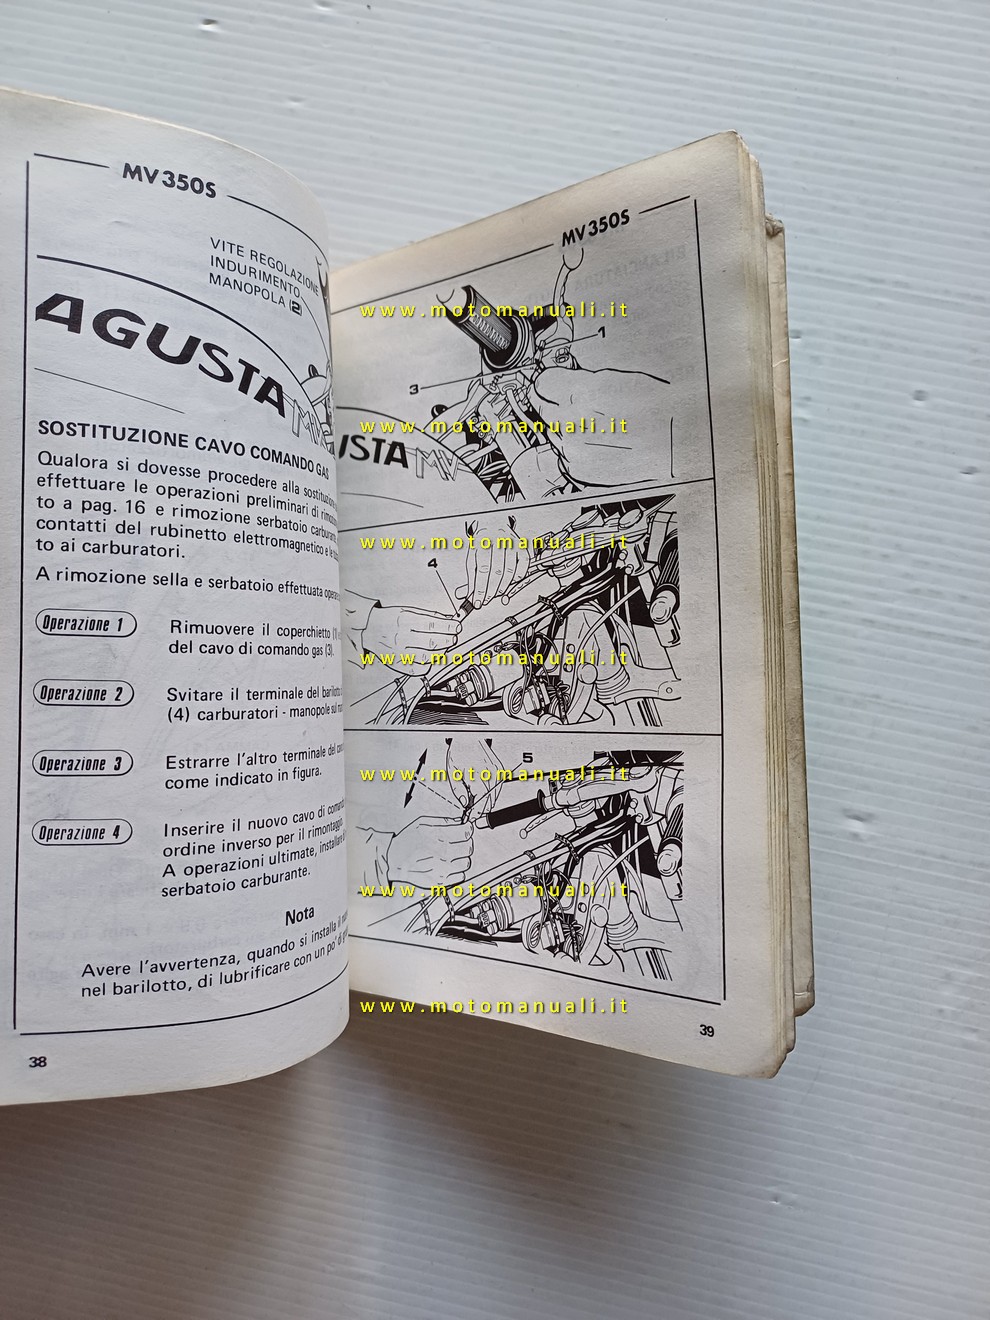 MV350S
VITE REGOLAZIONE
INDURIMENTO
MANOPOLA (2)
AGUSTA MV
SOSTITUZIONE CAVO COMANDO GAS
Qualora si dovesse procedere alla
effettuare le operazioni preliminari di
to a pag. 16 e rimozione serbatoio
contatti del rubinetto elettromagnetico e le
to ai carburatori.
A rimozione sella e serbatoio effettuata
Operazione 1
Rimuovere il coperchietto (1)
del cavo di comando gas (3).
Operazione 2
Svitare il terminale del barilotto
(4) carburatori - manopole sul
Operazione 3
Estrarre l'altro terminale del
come indicato in figura.
Operazione 4
Inserire il nuovo cavo di
ordine inverso per il rimontaggio.
A operazioni ultimate,
serbatoio carburante.
Nota
Avere l'avvertenza, quando si installa il
nel barilotto, di lubrificare con un po' di
38
MV350S
www.motomanuali.it
1
3
www.motomanuali.it
USTA MV
www.motomanuali.it
4
www.motomanuali.it
5
www.motomanuali.it
www.motomanuali.it
www.motomanuali.it
39